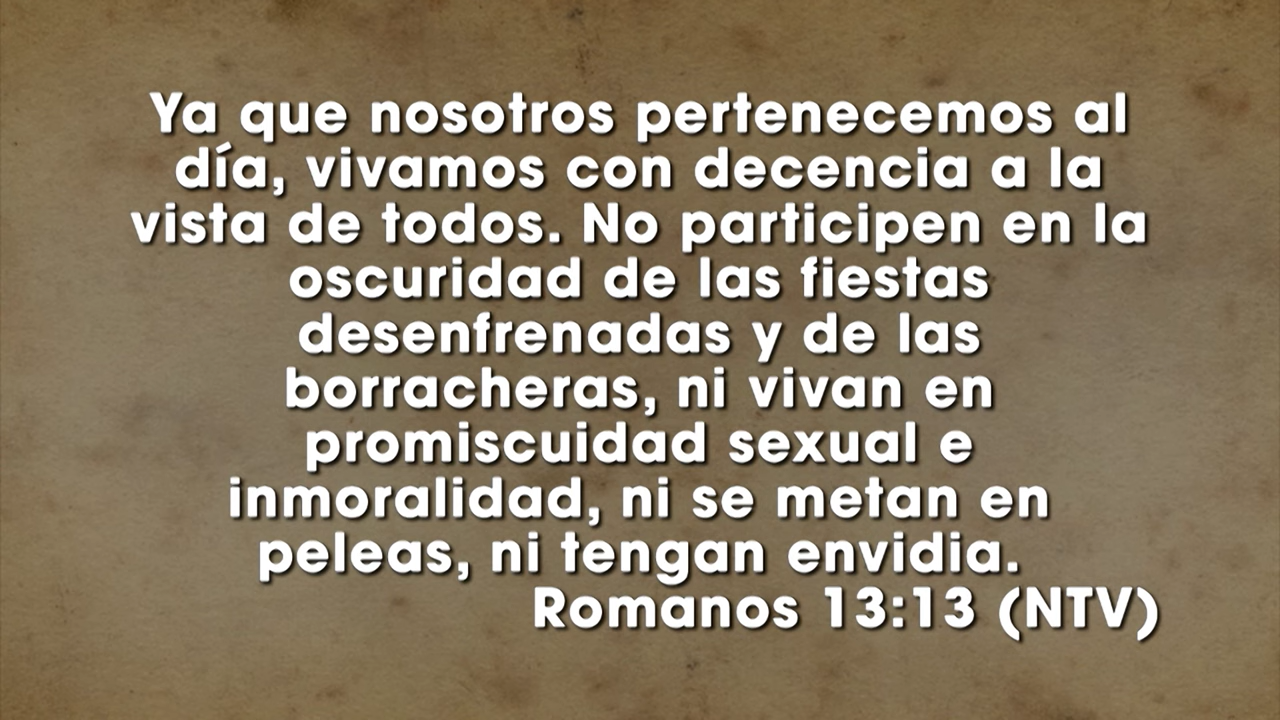 Ya que nosotros pertenecemos al
día, vivamos con decencia a la
vista de todos. No participen en la
oscuridad de las fiestas
desenfrenadas y de las
borracheras, ni vivan en
promiscuidad sexual e
inmoralidad, ni se metan en
peleas, ni tengan envidia.
Romanos 13:13 (NTV)